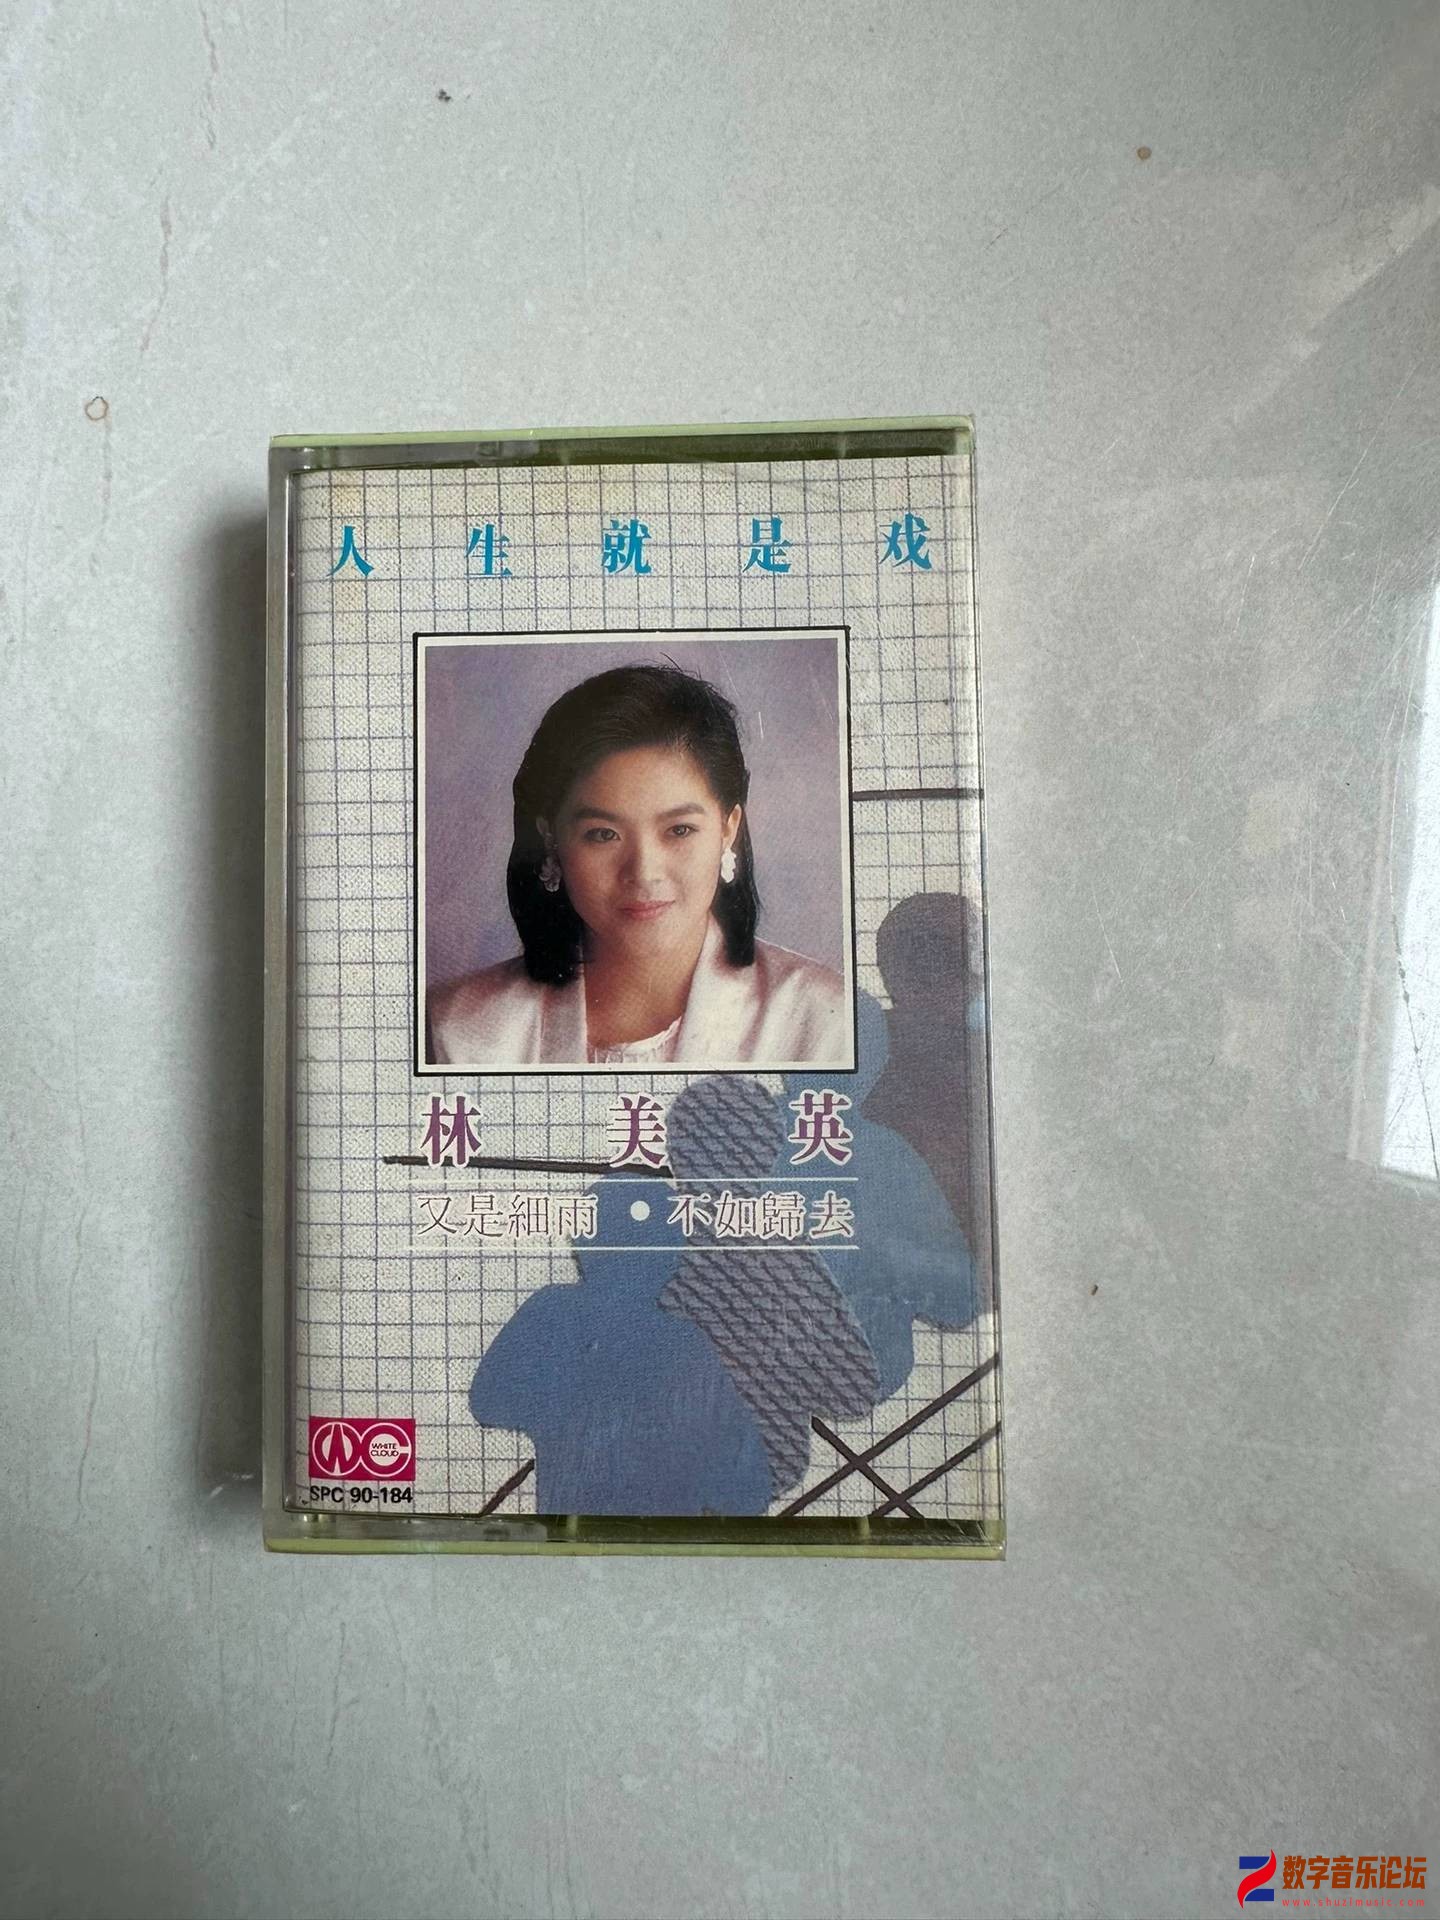 人生就是戏
林美英
又是細雨•不如歸去
WHITE
CLOUD
SPC 90-184
数字音乐论坛
www.shuzimusic.com